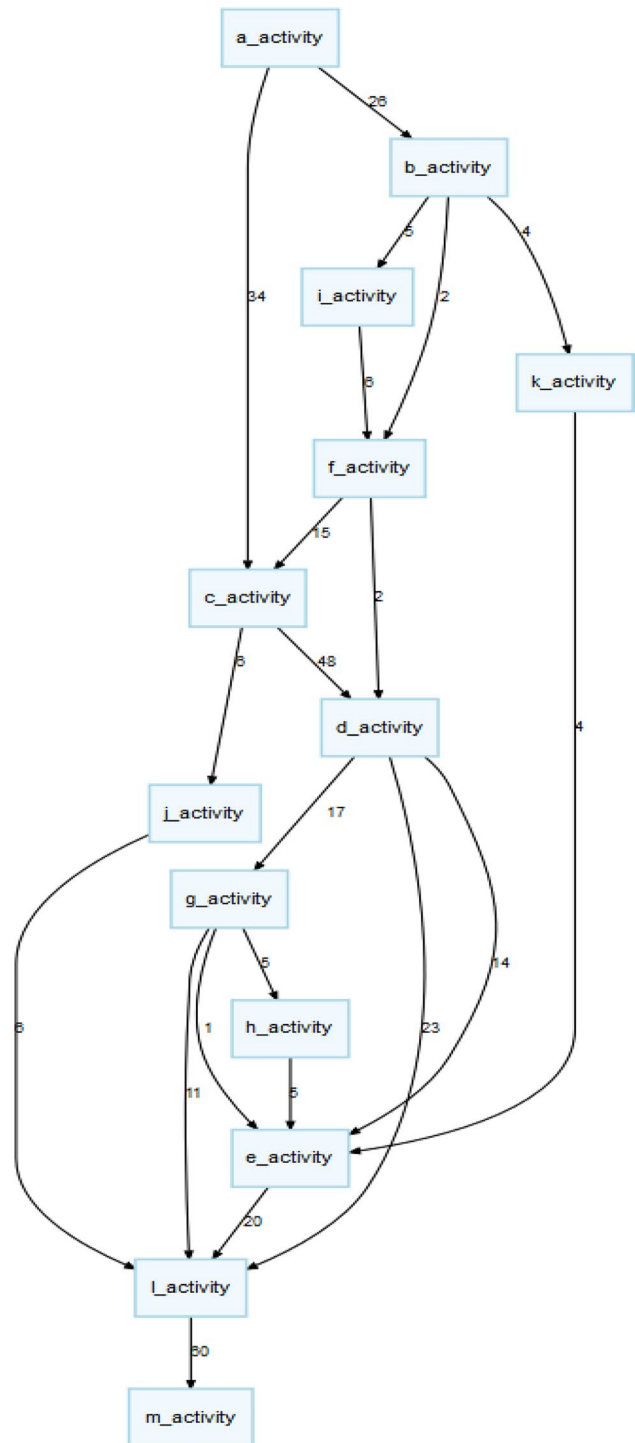 a_activity
26
b_activity
5
4
34
i_activity
2
6
k_activity
f_activity
15
2
c_activity
6
48
d_activity
4
j_activity
17
g_activity
5
14
6
1
h_activity
23
11
5
e_activity
20
l_activity
60
m_activity